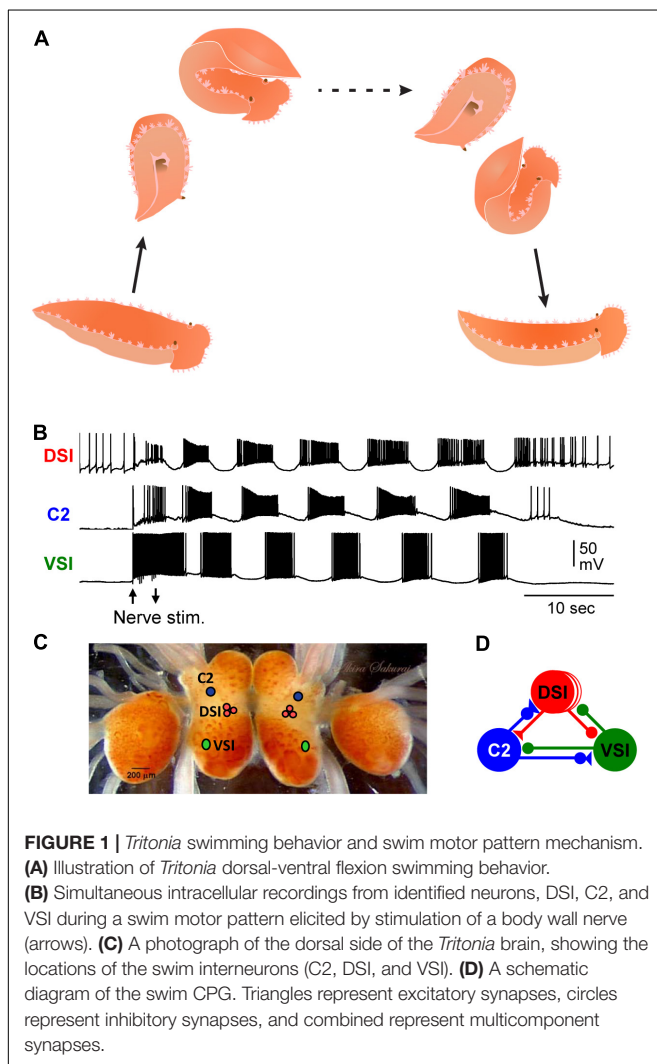 A
B
DSI
C2
VSI
50
mV
Nerve stim.
10 sec
C
D
Akira Sakurai
C2
DSI
VSI
200 μm
DSI
C2
VSI
FIGURE 1 | Tritonia swimming behavior and swim motor pattern mechanism.
(A) Illustration of Tritonia dorsal-ventral flexion swimming behavior.
(B) Simultaneous intracellular recordings from identified neurons, DSI, C2, and
VSI during a swim motor pattern elicited by stimulation of a body wall nerve
(arrows). (C) A photograph of the dorsal side of the Tritonia brain, showing the
locations of the swim interneurons (C2, DSI, and VSI). (D) A schematic
diagram of the swim CPG. Triangles represent excitatory synapses, circles
represent inhibitory synapses, and combined represent multicomponent
synapses.